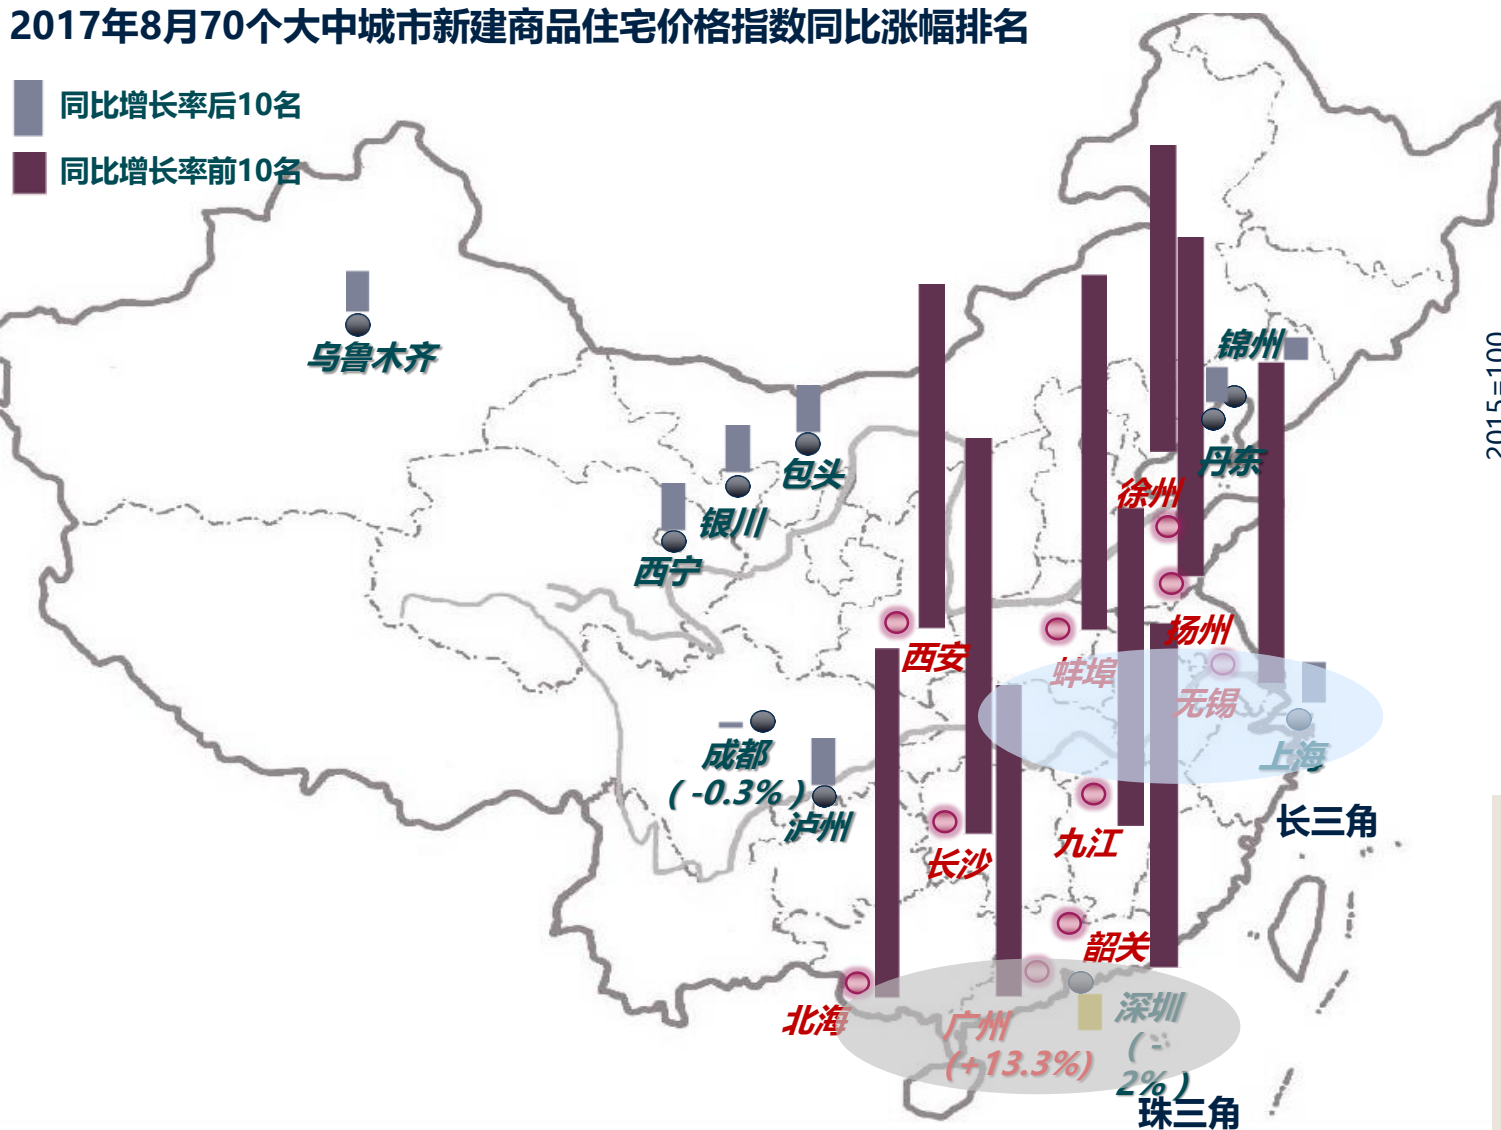 2017年8月70个大中城市新建商品住宅价格指数同比涨幅排名
同比增长率后10名
同比增长率前10名
乌鲁木齐
锦州
2015=100
丹东
包头
徐州
银川
西宁
扬州
西安
蚌埠
无锡
成都
(-0.3%)
上海
泸州
长三角
九江
长沙
韶关
北海
广州
(+13.3%)
深圳
(-
2%)
珠三角